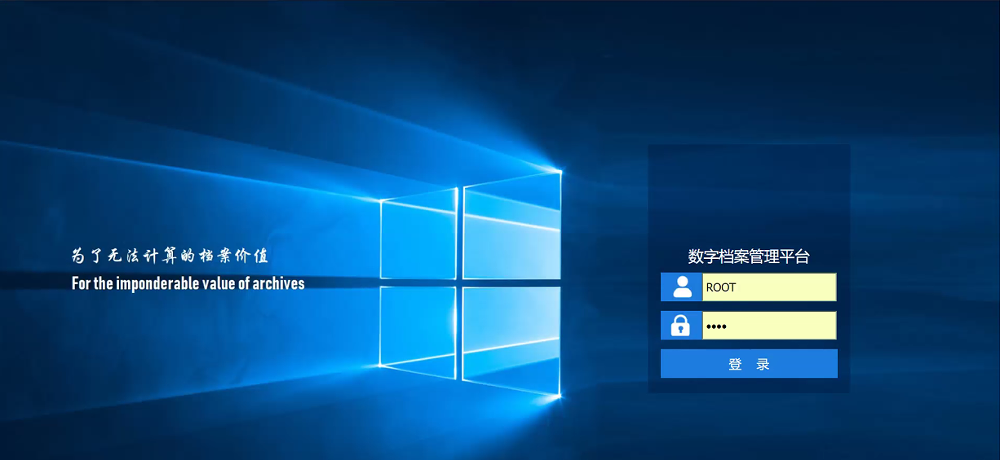 为了无法计算的档案价值
For the imponderable value of archives
数字档案管理平台
ROOT
••••
登 录